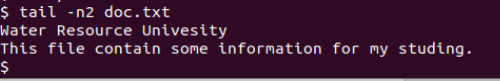 $ tail -n2 doc.txt
Water Resource Univesity
This file contain some information for my studing.
$